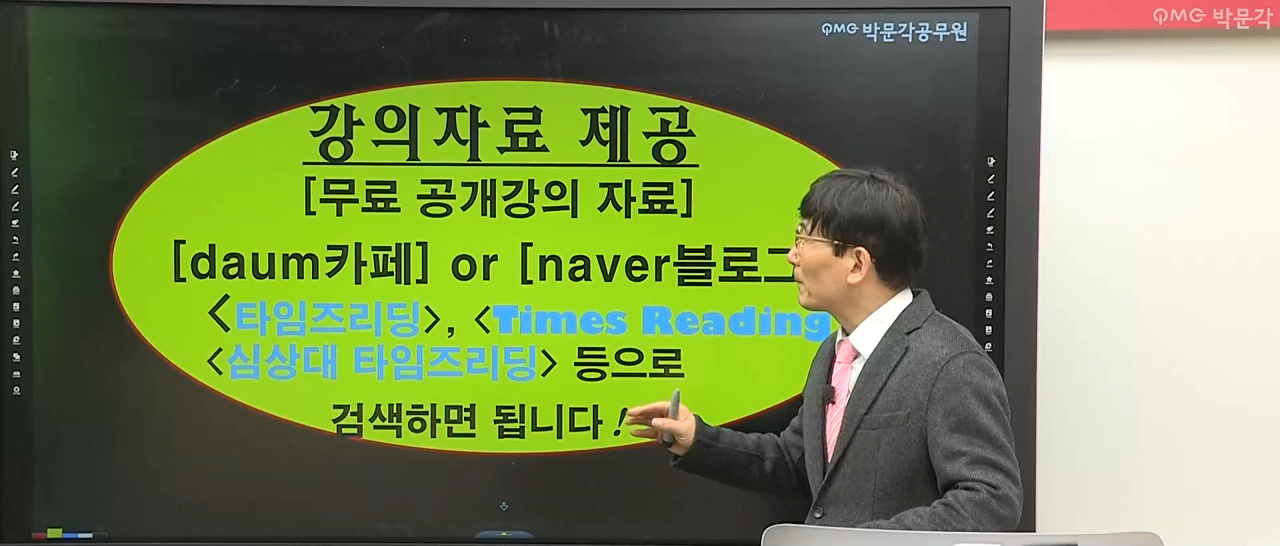 PMG 박문각
PMG 박문각공무원
강의자료 제공
[무료 공개강의 자료]
[daum카페] or [naver블로그
<타임즈리딩>, <Times Reading
<심상대 타임즈리딩> 등으로
검색하면 됩니다!